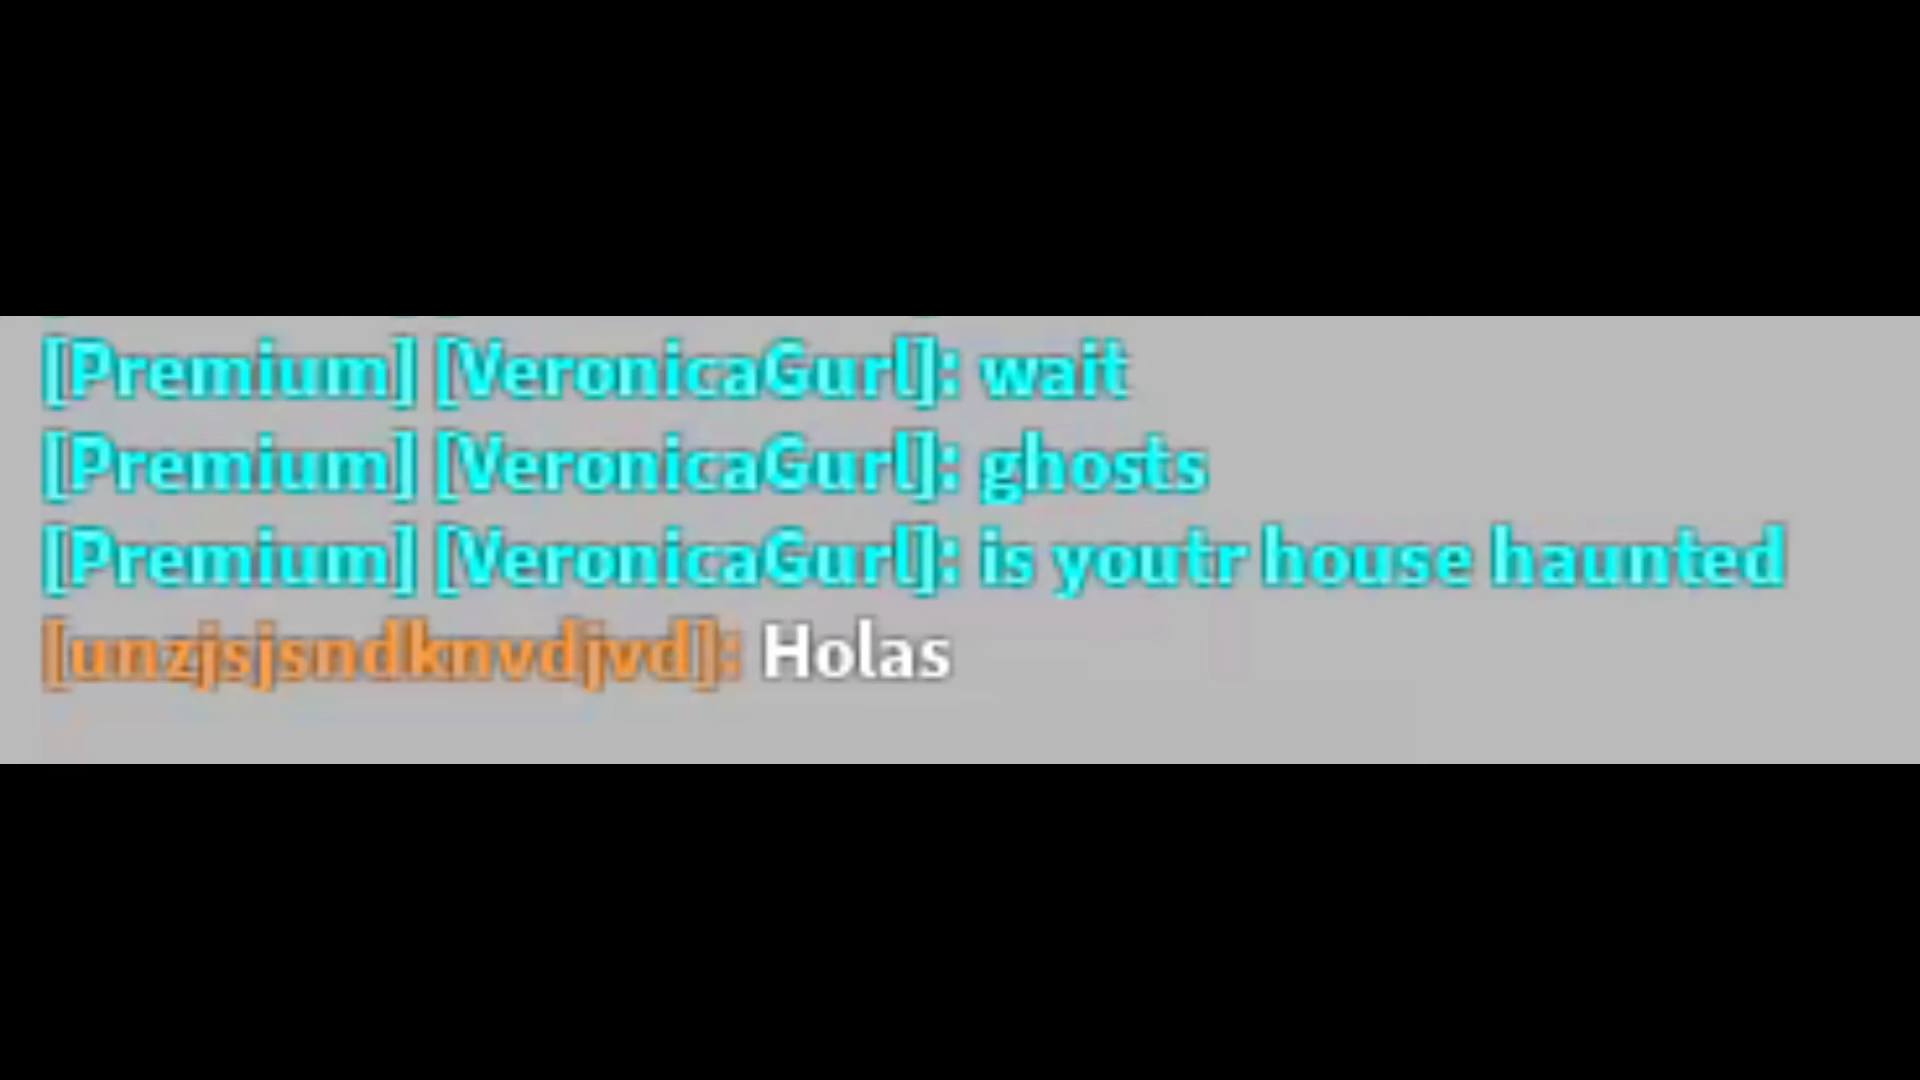 [Premium] [VeronicaGurl]: wait
[Premium] [VeronicaGurl]: ghosts
[Premium] [VeronicaGurl]: is youtr house haunted
[unzjsjsndknvdjvd]: Holas